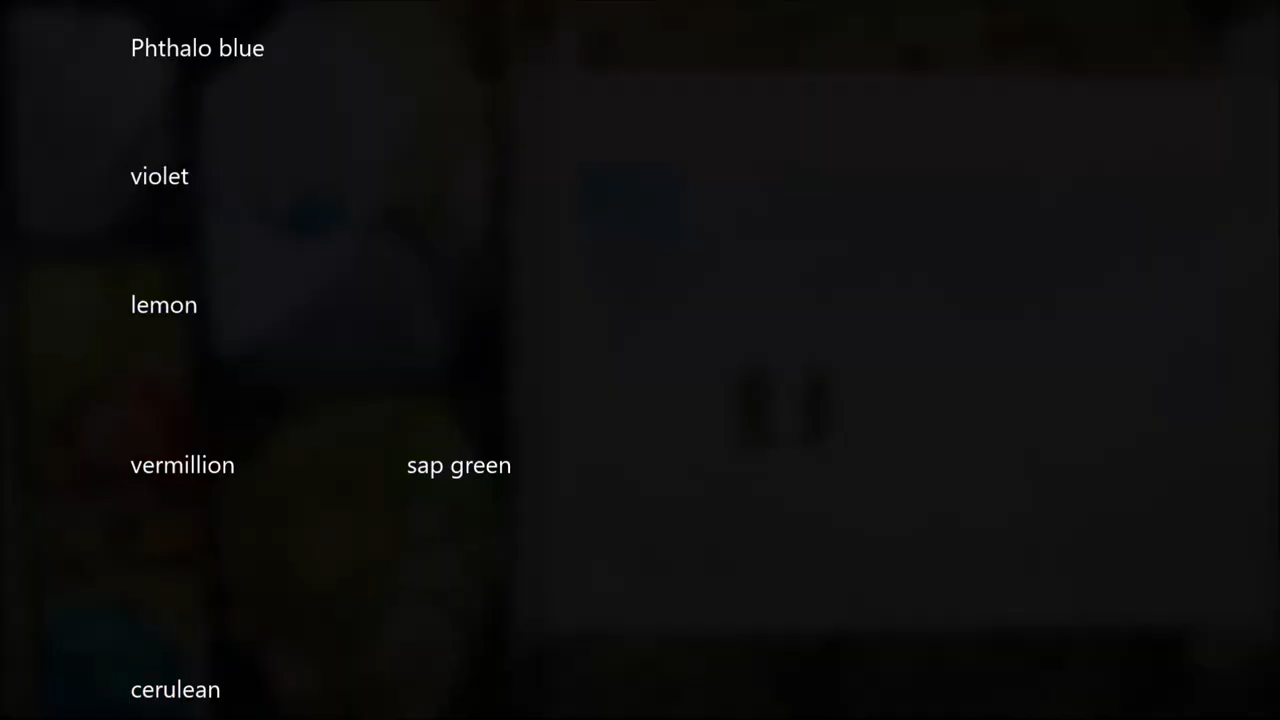 Phthalo blue
violet
lemon
vermillion
sap green
cerulean